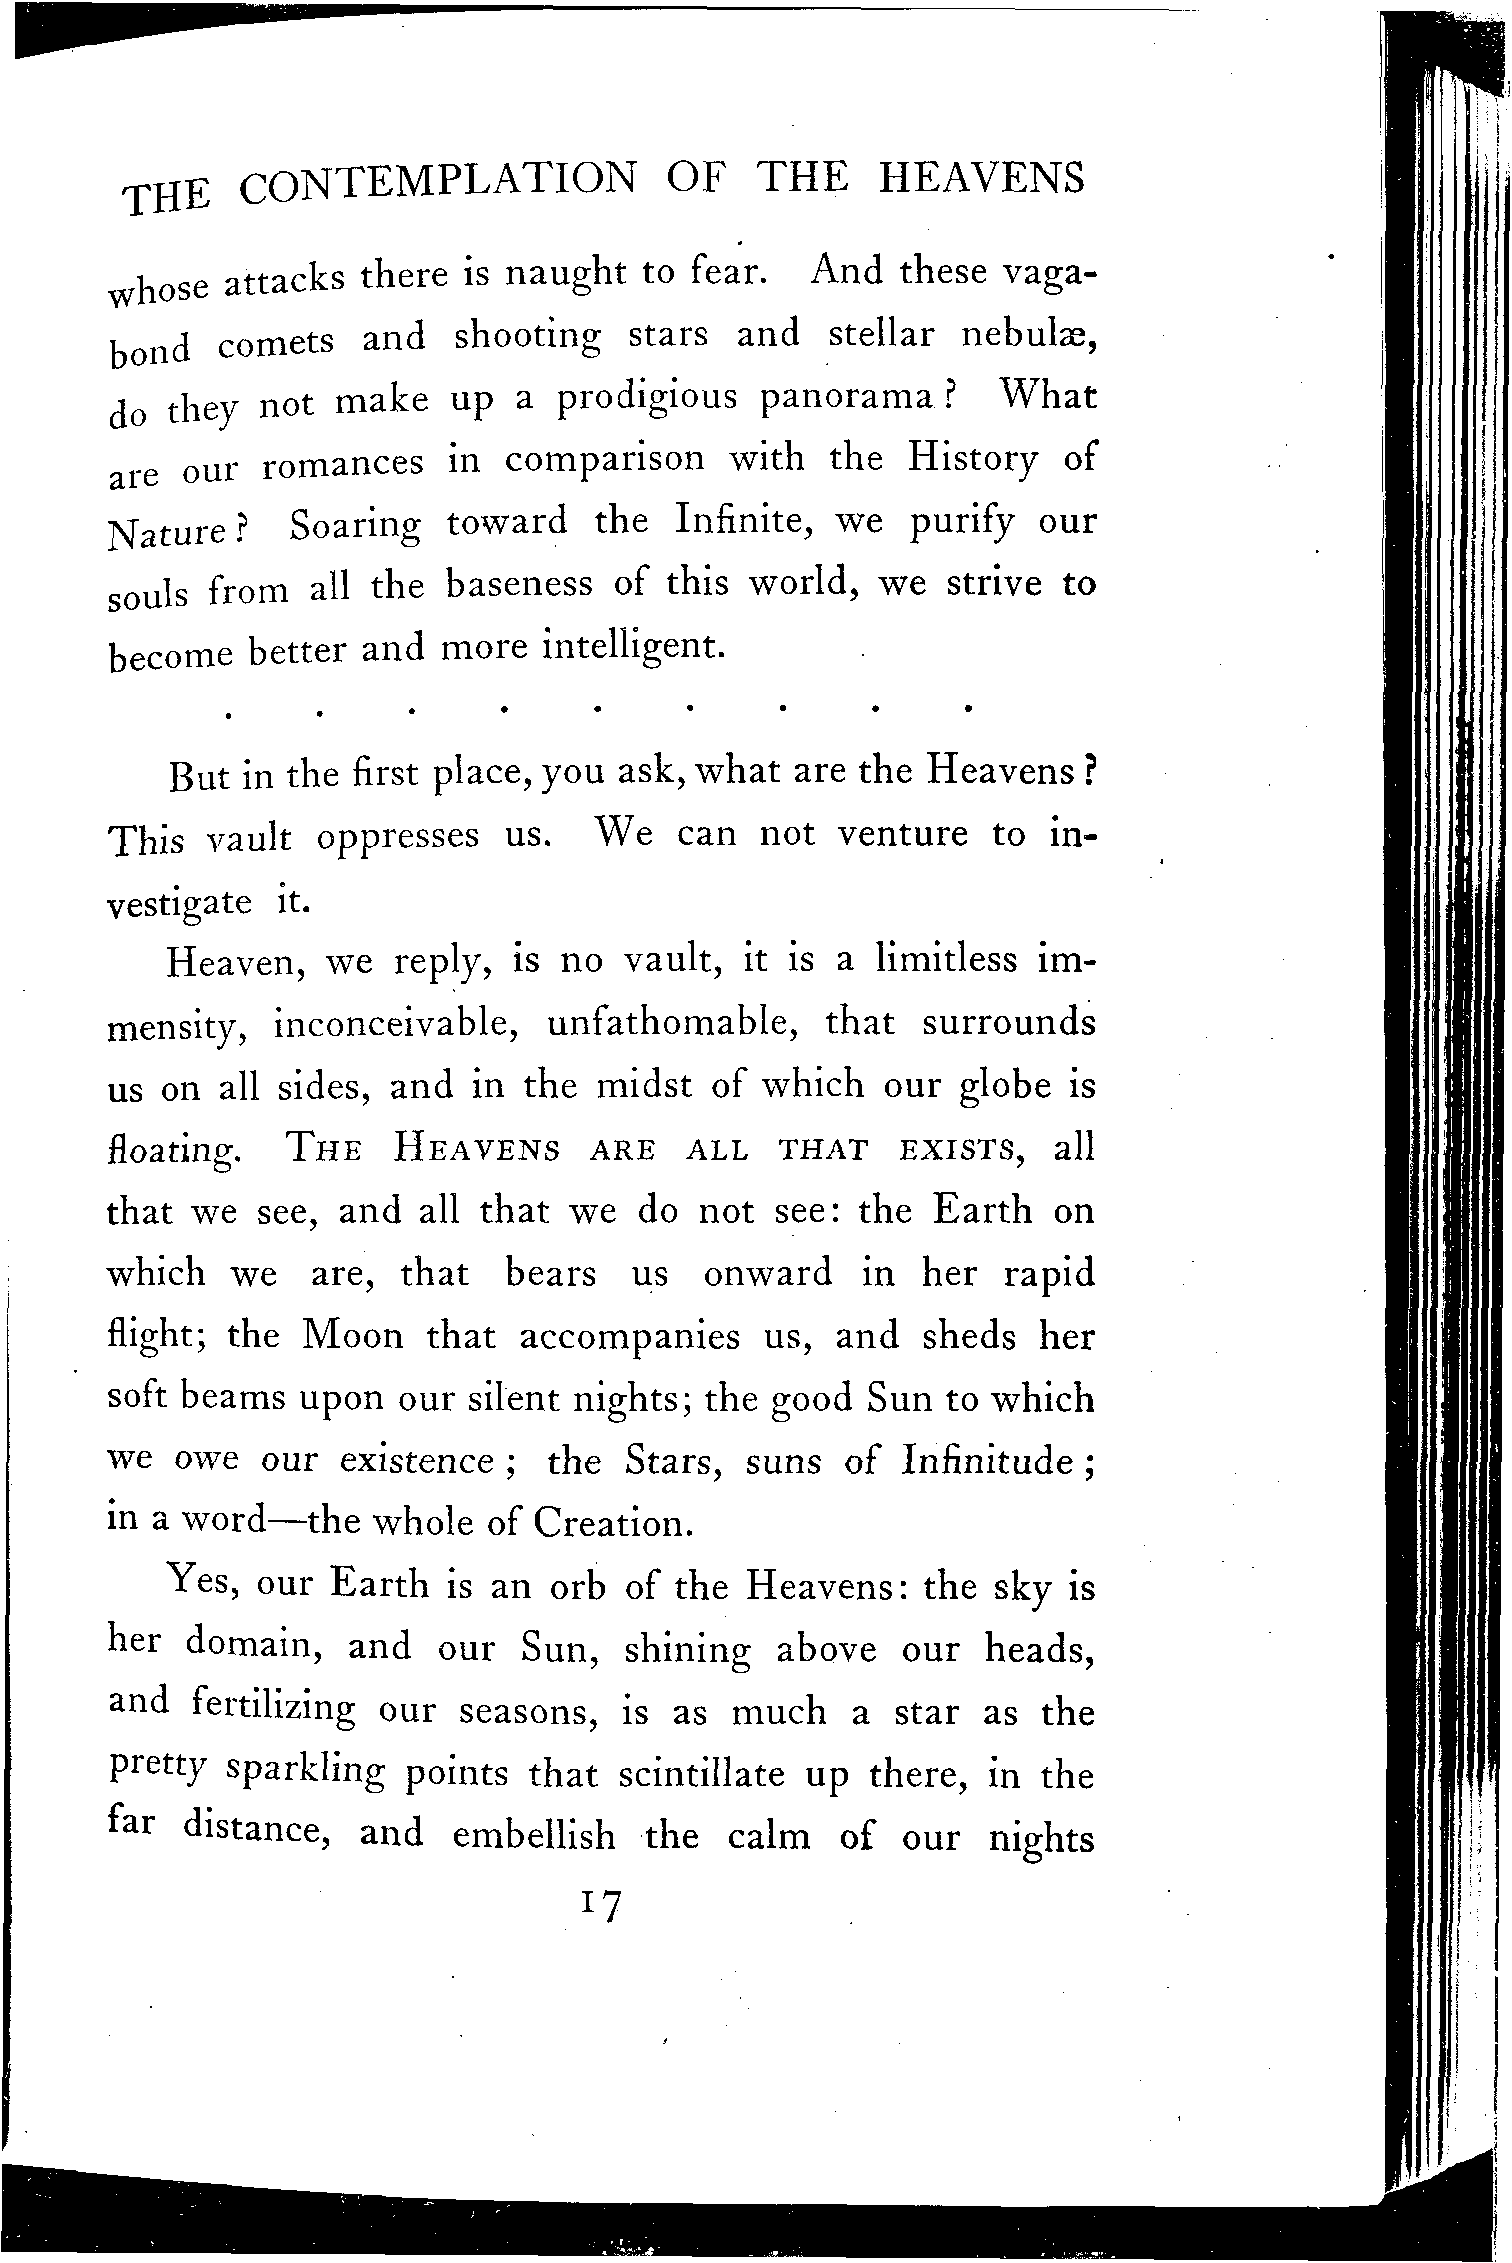 THE CONTEMPLATION OF THE HEAVENS
whose attacks there is naught to fear. And these vaga-
bond comets and shooting stars and stellar nebulæ,
do they not make up a prodigious panorama? What
are our romances in comparison with the History of
Nature? Soaring toward the Infinite, we purify our
souls from all the baseness of this world, we strive to
become better and more intelligent.
. . . . . . . . .
But in the first place, you ask, what are the Heavens?
This vault oppresses us. We can not venture to in-
vestigate it.
Heaven, we reply, is no vault, it is a limitless im-
mensity, inconceivable, unfathomable, that surrounds
us on all sides, and in the midst of which our globe is
floating. THE HEAVENS ARE ALL THAT EXISTS, all
that we see, and all that we do not see: the Earth on
which we are, that bears us onward in her rapid
flight; the Moon that accompanies us, and sheds her
soft beams upon our silent nights; the good Sun to which
we owe our existence; the Stars, suns of Infinitude;
in a word—the whole of Creation.
Yes, our Earth is an orb of the Heavens: the sky is
her domain, and our Sun, shining above our heads,
and fertilizing our seasons, is as much a star as the
pretty sparkling points that scintillate up there, in the
far distance, and embellish the calm of our nights
17